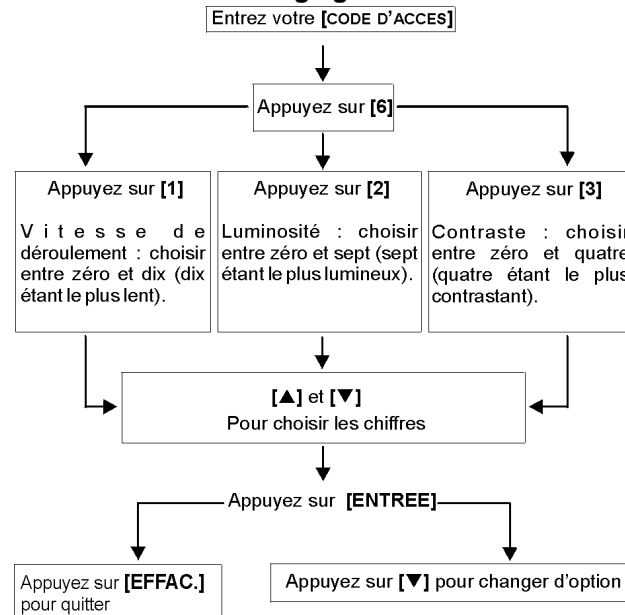 Entrez votre [CODE D'ACCES]
Appuyez sur [6]
Appuyez sur [1]
Vitesse de
déroulement : choisir
entre zéro et dix (dix
étant le plus lent).
Appuyez sur [2]
Luminosité : choisir
entre zéro et sept (sept
étant le plus lumineux).
Appuyez sur [3]
Contraste : choisir
entre zéro et quatre
(quatre étant le plus
contrastant).
[▲] et [▼]
Pour choisir les chiffres
Appuyez sur [ENTREE]
Appuyez sur [EFFAC.]
pour quitter
Appuyez sur [▼] pour changer d'option